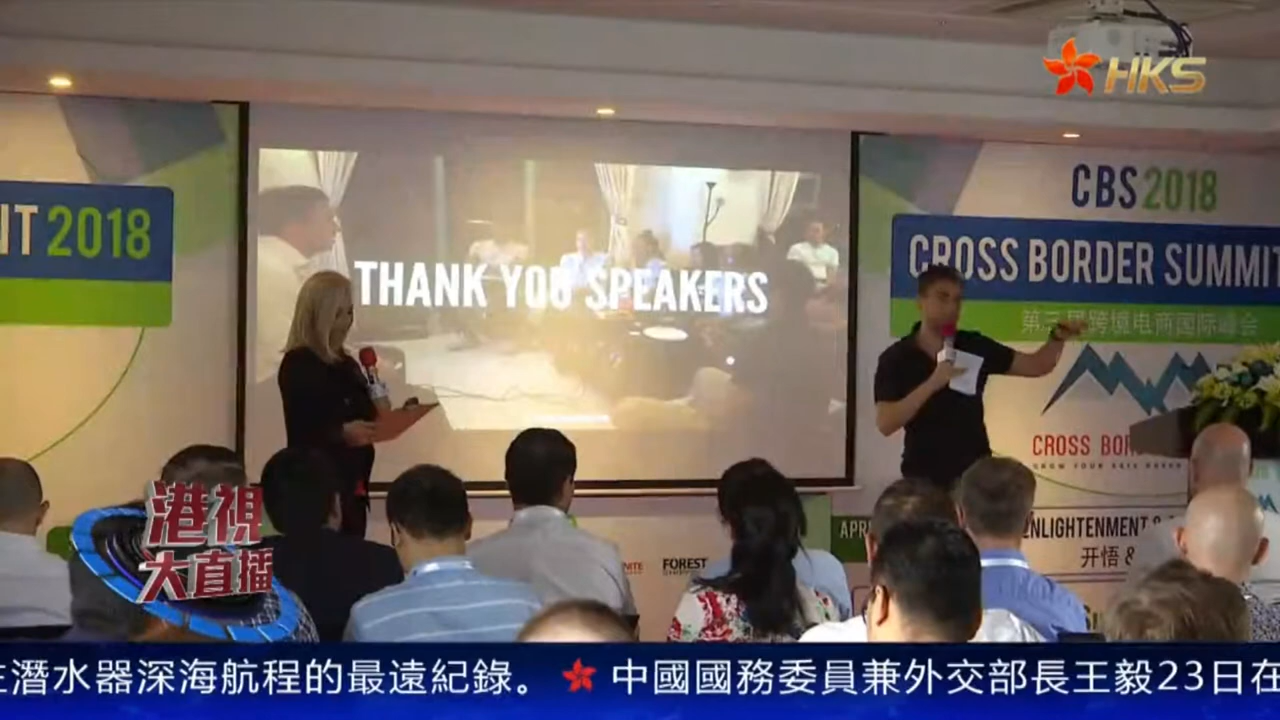 HKS
CBS 2018
IT 2018
CROSS BORDER SUMMIT
第三届跨境电商国际峰会
THANK YOU SPEAKERS
CROSS BOR
APR
ENLIGHTENMENT &
开悟 &
FOREST
港視
大直播
潛水器深海航程的最遠紀錄。 中國國務委員兼外交部長王毅23日在